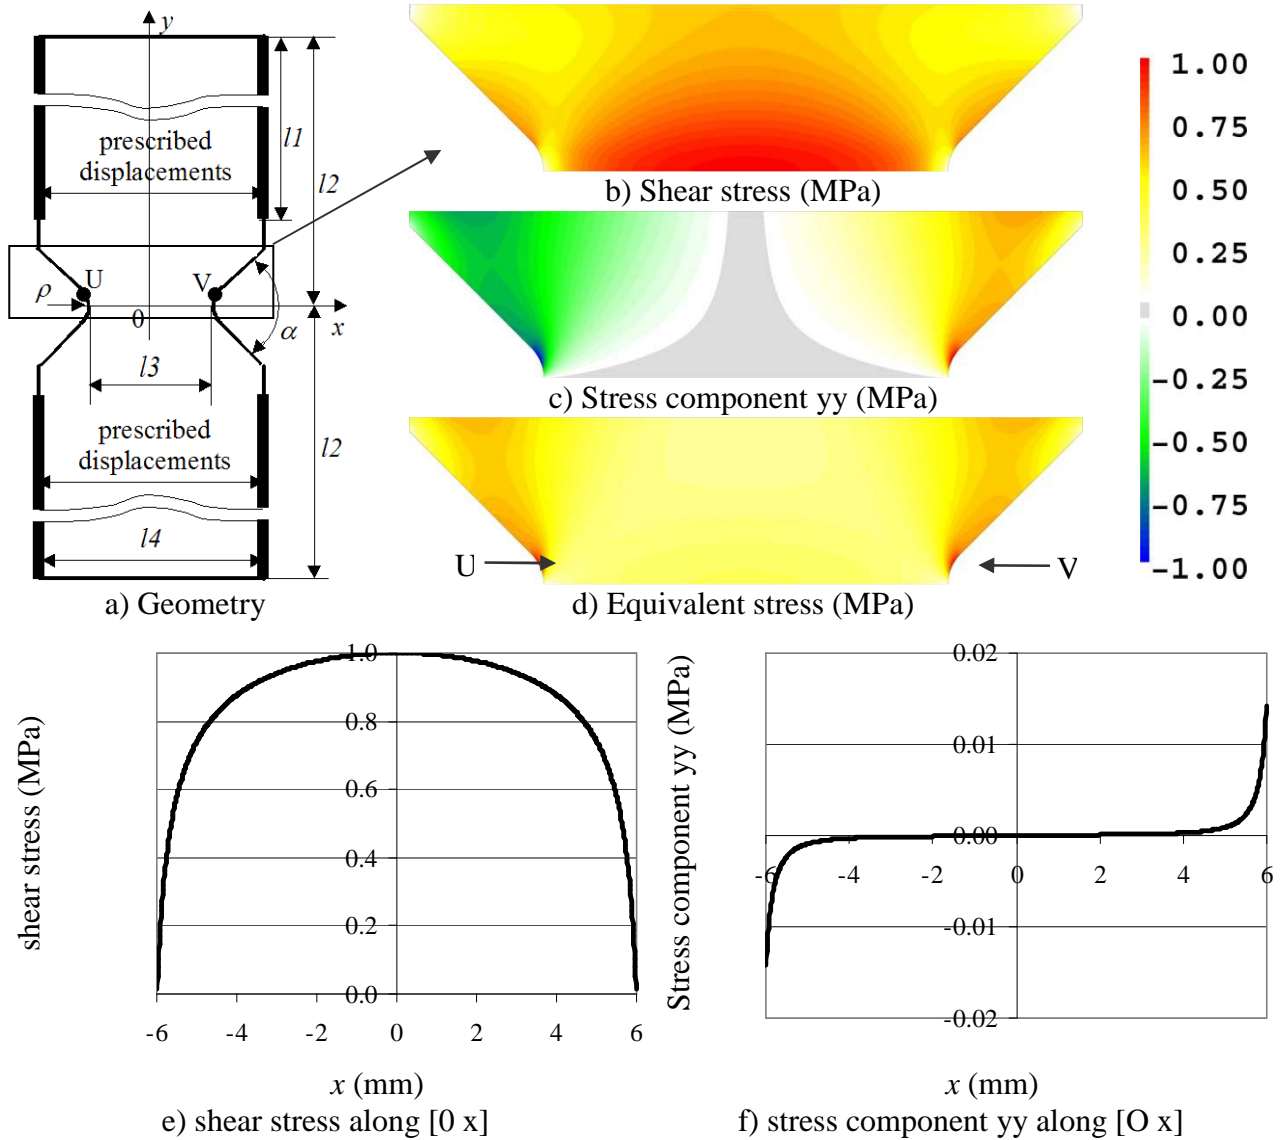 y
prescribed
displacements
l1
l2
U
V
ρ
0
x
α
l3
prescribed
displacements
l2
l4
a) Geometry
b) Shear stress (MPa)
c) Stress component yy (MPa)
U
V
d) Equivalent stress (MPa)
1.00
0.75
0.50
0.25
0.00
-0.25
-0.50
-0.75
-1.00
shear stress (MPa)
1.0
0.8
0.6
0.4
0.2
0.0
-6 -4 -2 0 2 4 6
x (mm)
e) shear stress along [0 x]
Stress component yy (MPa)
0.02
0.01
0.00
-0.01
-0.02
-6 -4 -2 0 2 4 6
x (mm)
f) stress component yy along [O x]